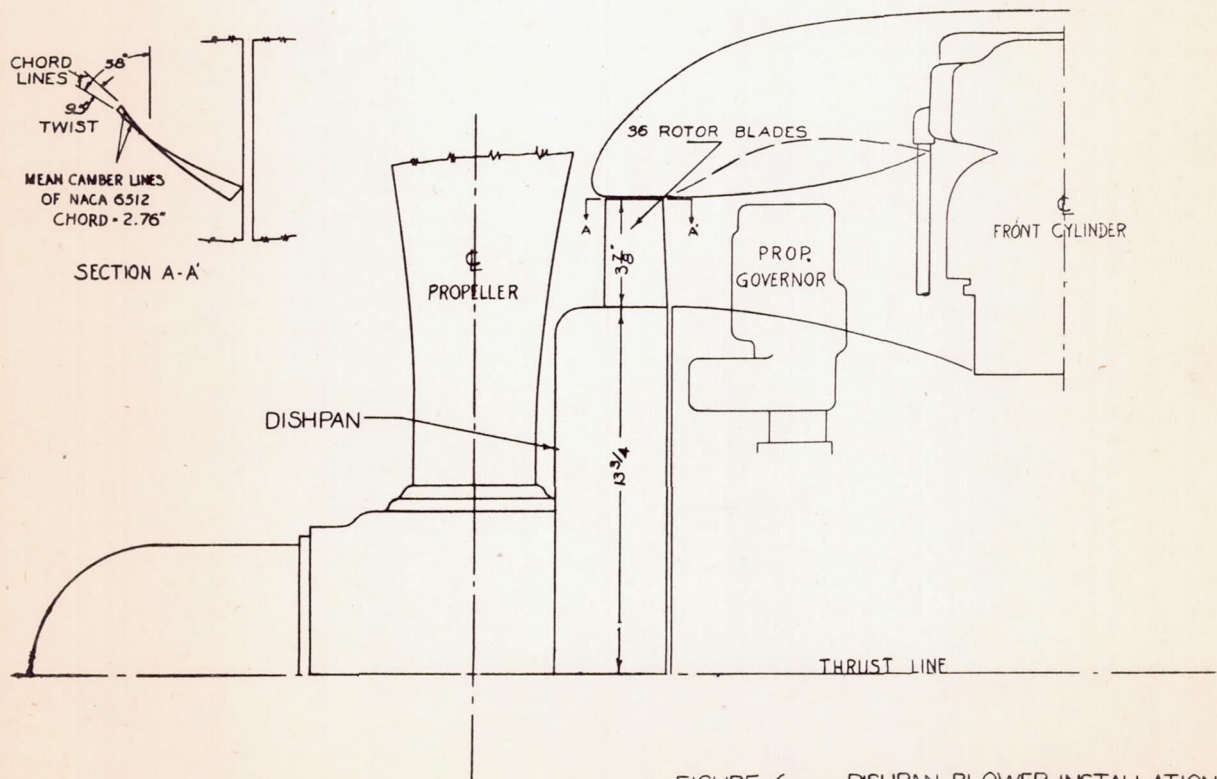 CHORD
LINES
58°
TWIST
MEAN CAMBER LINES
OF NACA 6512
CHORD = 2.76"
SECTION A-A'
℄
PROPELLER
36 ROTOR BLADES
A
A'
3 7/8"
PROP.
GOVERNOR
℄
FRONT CYLINDER
DISHPAN
13 3/4
THRUST LINE
FIGURE 6
DISHPAN BLOWER INSTALLATION